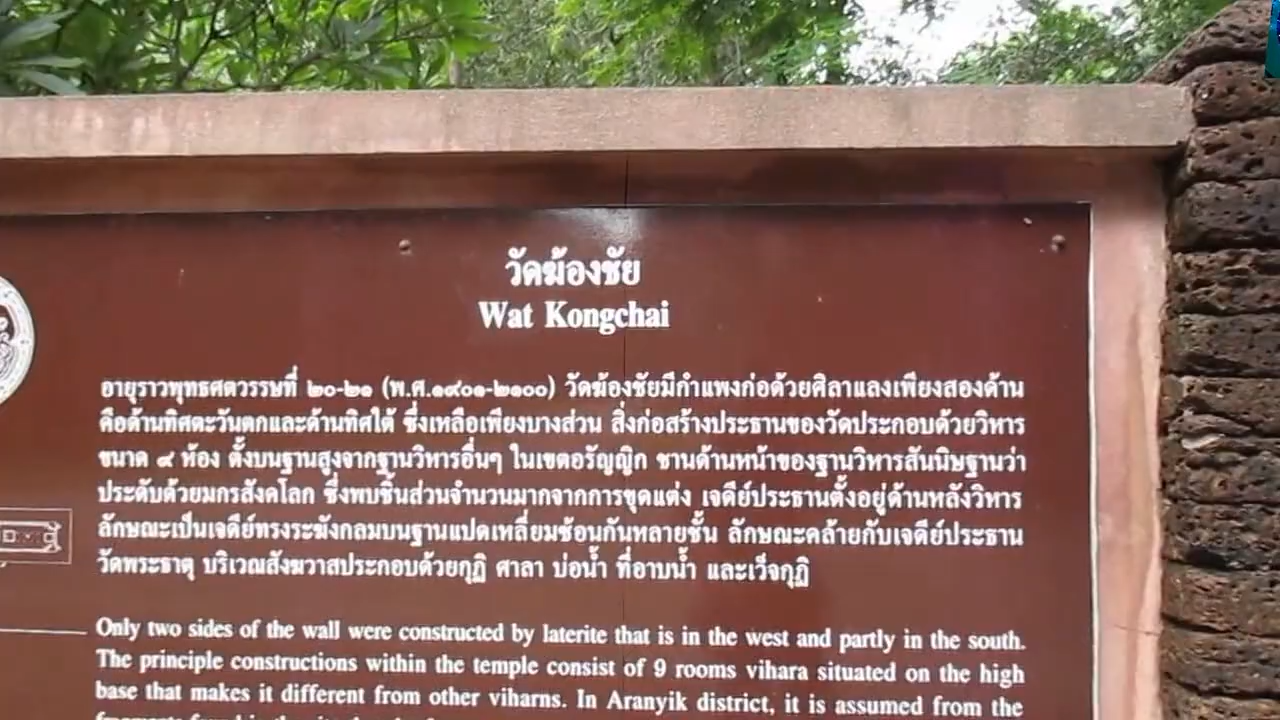 วัดฆ้องชัย
Wat Kongchai
อายุราวพุทธศตวรรษที่ ๒๐-๒๑ (พ.ศ.๑๙๐๑-๒๑๐๐) วัดฆ้องชัยมีกำแพงก่อด้วยศิลาแลงเพียงสองด้าน
คือด้านทิศตะวันตกและด้านทิศใต้ ซึ่งเหลือเพียงบางส่วน สิ่งก่อสร้างประธานของวัดประกอบด้วยวิหาร
ขนาด ๙ ห้อง ตั้งบนฐานสูงจากฐานวิหารอื่นๆ ในเขตอรัญญิก ชานด้านหน้าของฐานวิหารสันนิษฐานว่า
ประดับด้วยมกรสังคโลก ซึ่งพบชิ้นส่วนจำนวนมากจากการขุดแต่ง เจดีย์ประธานตั้งอยู่ด้านหลังวิหาร
ลักษณะเป็นเจดีย์ทรงระฆังกลมบนฐานแปดเหลี่ยมซ้อนกันหลายชั้น ลักษณะคล้ายกับเจดีย์ประธาน
วัดพระธาตุ บริเวณสังฆวาสประกอบด้วยกุฏิ ศาลา บ่อน้ำ ที่อาบน้ำ และเว็จกุฏิ
Only two sides of the wall were constructed by laterite that is in the west and partly in the south.
The principle constructions within the temple consist of 9 rooms vihara situated on the high
base that makes it different from other viharns. In Aranyik district, it is assumed from the